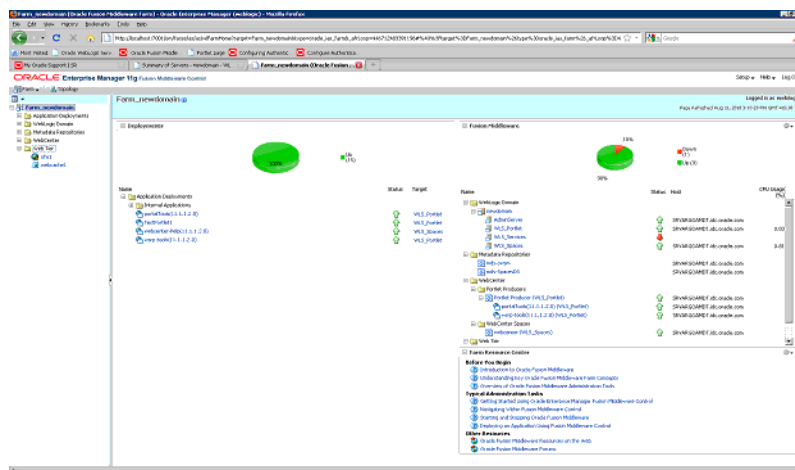 Farm_newdomain (Oracle Fusion Middleware Farm) - Oracle Enterprise Manager (weblogic) - Mozilla Firefox
File Edit View History Bookmarks Tools Help
Google
Most Visited Oracle WebLogic Serv Oracle Fusion Middle Portlet page Configuring Authentic... Configure Authentica
My Oracle Support
Summary of Servers - newdomain - WL
Farm_newdomain (Oracle Fusion ...
ORACLE Enterprise Manager 11g Fusion Middleware Control
Setup Help Log O
Farm Topology
Farm_newdomain
Application Deployments
WebLogic Domain
Metadata Repositories
WebCenter
Web Tier
ohs1
webcache1
Farm_newdomain
Logged in as weblog
Deployments
100%
Up
Name Status Target
Application Deployments
Internal Applications
portalTools(11.1.1.2.0) WLS_Portlet
WLS_Portlet
webcenter-help(11.1.1.2.0) WLS_Spaces
wsrp-tools(11.1.1.2.0) WLS_Portlet
Fusion Middleware
10%
90%
Down
(1)
Up (9)
Name Status Host CPU Usage
(%)
WebLogic Domain
newdomain
AdminServer
WLS_Portlet
WLS_Services
WLS_Spaces
Metadata Repositories
WebCenter
Portlet Producers
Portlet Producer (WLS_Portlet)
portalTools(11.1.1.2.0) (WLS_Portlet)
wsrp-tools(11.1.1.2.0) (WLS_Portlet)
WebCenter Spaces
webcenter (WLS_Spaces)
Web Tier
Farm Resource Center
Before You Begin
Introduction to Oracle Fusion Middleware
Understanding Key Oracle Fusion Middleware Farm Concepts
Overview of Oracle Fusion Middleware Administration Tools
Typical Administration Tasks
Getting Started Using Oracle Enterprise Manager Fusion Middleware Control
Navigating Within Fusion Middleware Control
Starting and Stopping Oracle Fusion Middleware
Deploying an Application Using Fusion Middleware Control
Other Resources
Oracle Fusion Middleware Resources on the Web
Oracle Fusion Middleware Forums